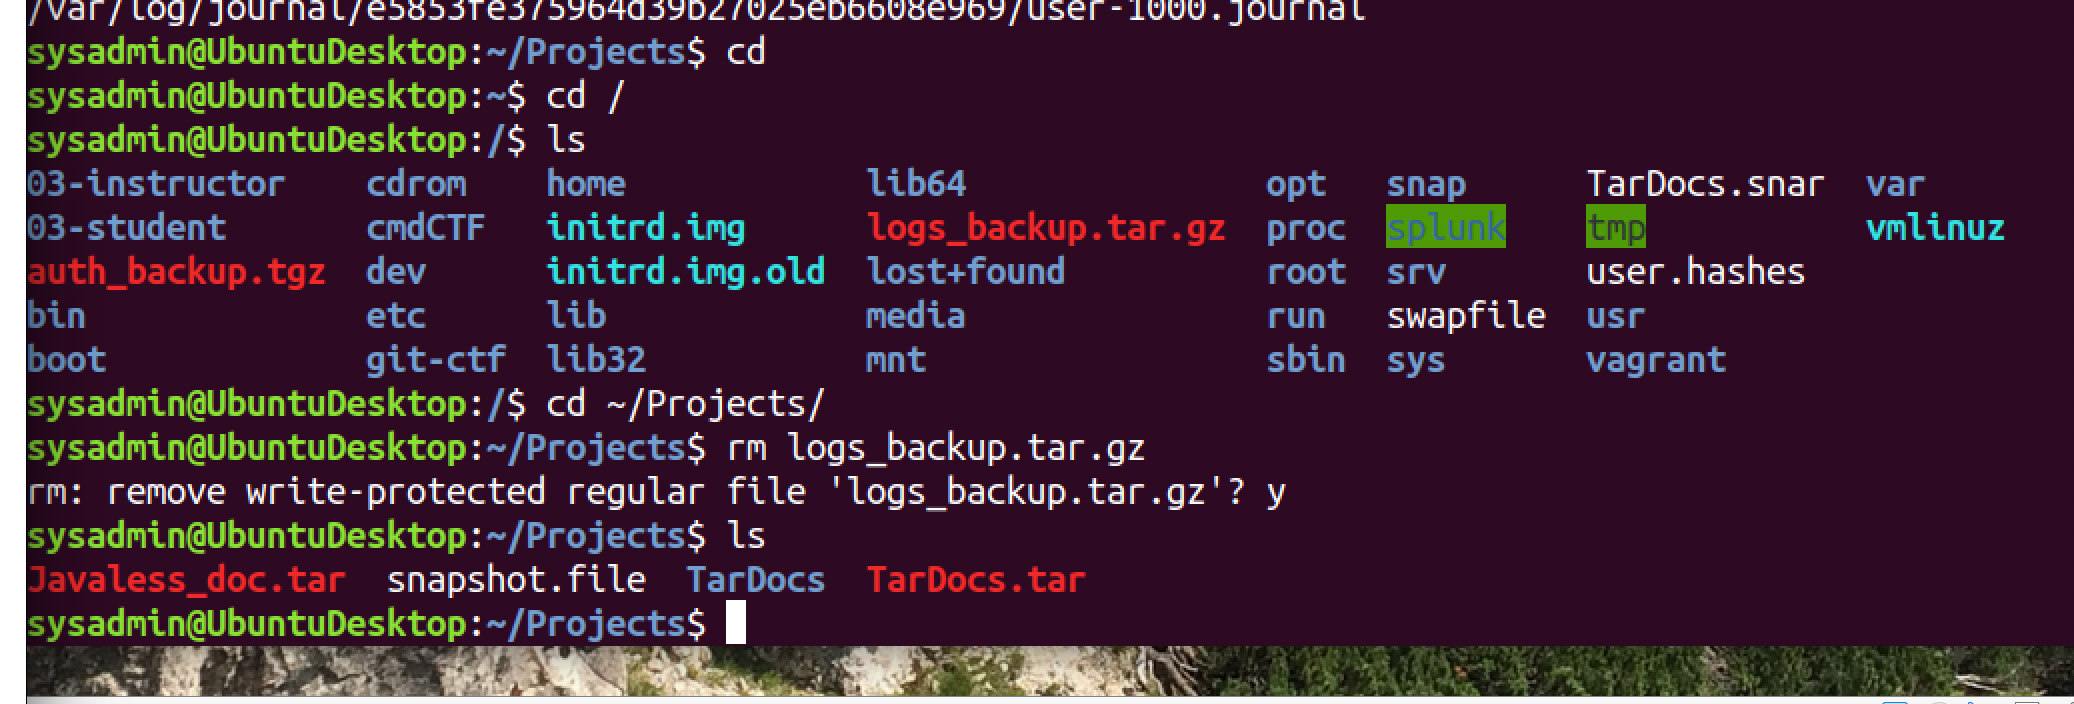 /var/log/journal/e5853fe375964d39b27025eb6608e969/user-1000.journal
sysadmin@UbuntuDesktop:~/Projects$ cd
sysadmin@UbuntuDesktop:~$ cd /
sysadmin@UbuntuDesktop:/$ ls
03-instructor cdrom home lib64 opt snap TarDocs.snar var
03-student cmdCTF initrd.img logs_backup.tar.gz proc splunk tmp vmlinuz
auth_backup.tgz dev initrd.img.old lost+found root srv user.hashes
bin etc lib media run swapfile usr
boot git-ctf lib32 mnt sbin sys vagrant
sysadmin@UbuntuDesktop:/$ cd ~/Projects/
sysadmin@UbuntuDesktop:~/Projects$ rm logs_backup.tar.gz
rm: remove write-protected regular file 'logs_backup.tar.gz'? y
sysadmin@UbuntuDesktop:~/Projects$ ls
Javaless_doc.tar snapshot.file TarDocs TarDocs.tar
sysadmin@UbuntuDesktop:~/Projects$